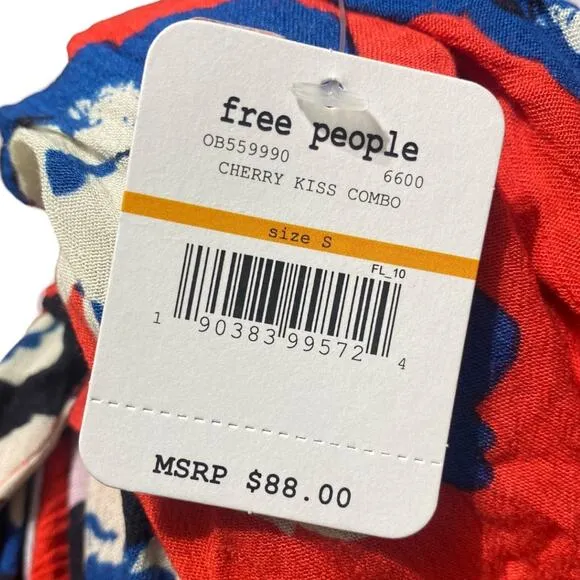 free people
OB559990 6600
CHERRY KISS COMBO
size S
FL_10
1 90383 99572 4
MSRP $88.00